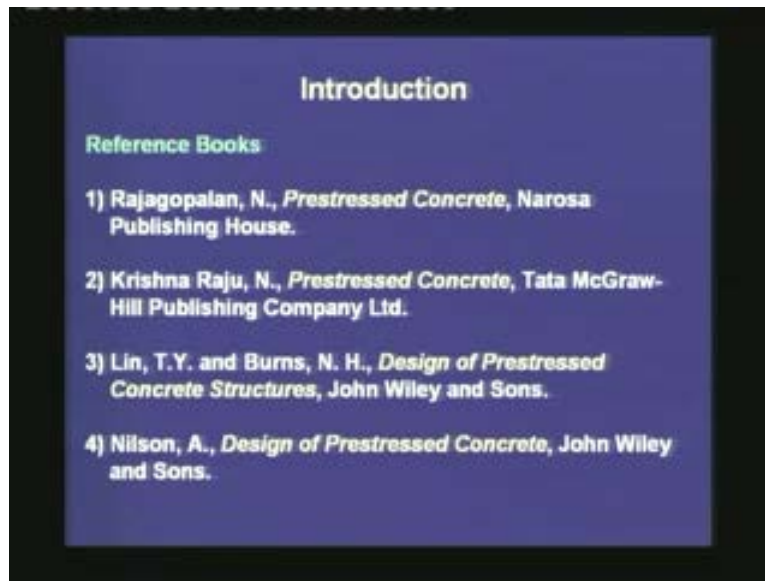 Introduction
Reference Books
1) Rajagopalan, N., Prestressed Concrete, Narosa
Publishing House.
2) Krishna Raju, N., Prestressed Concrete, Tata McGraw-
Hill Publishing Company Ltd.
3) Lin, T.Y. and Burns, N. H., Design of Prestressed
Concrete Structures, John Wiley and Sons.
4) Nilson, A., Design of Prestressed Concrete, John Wiley
and Sons.